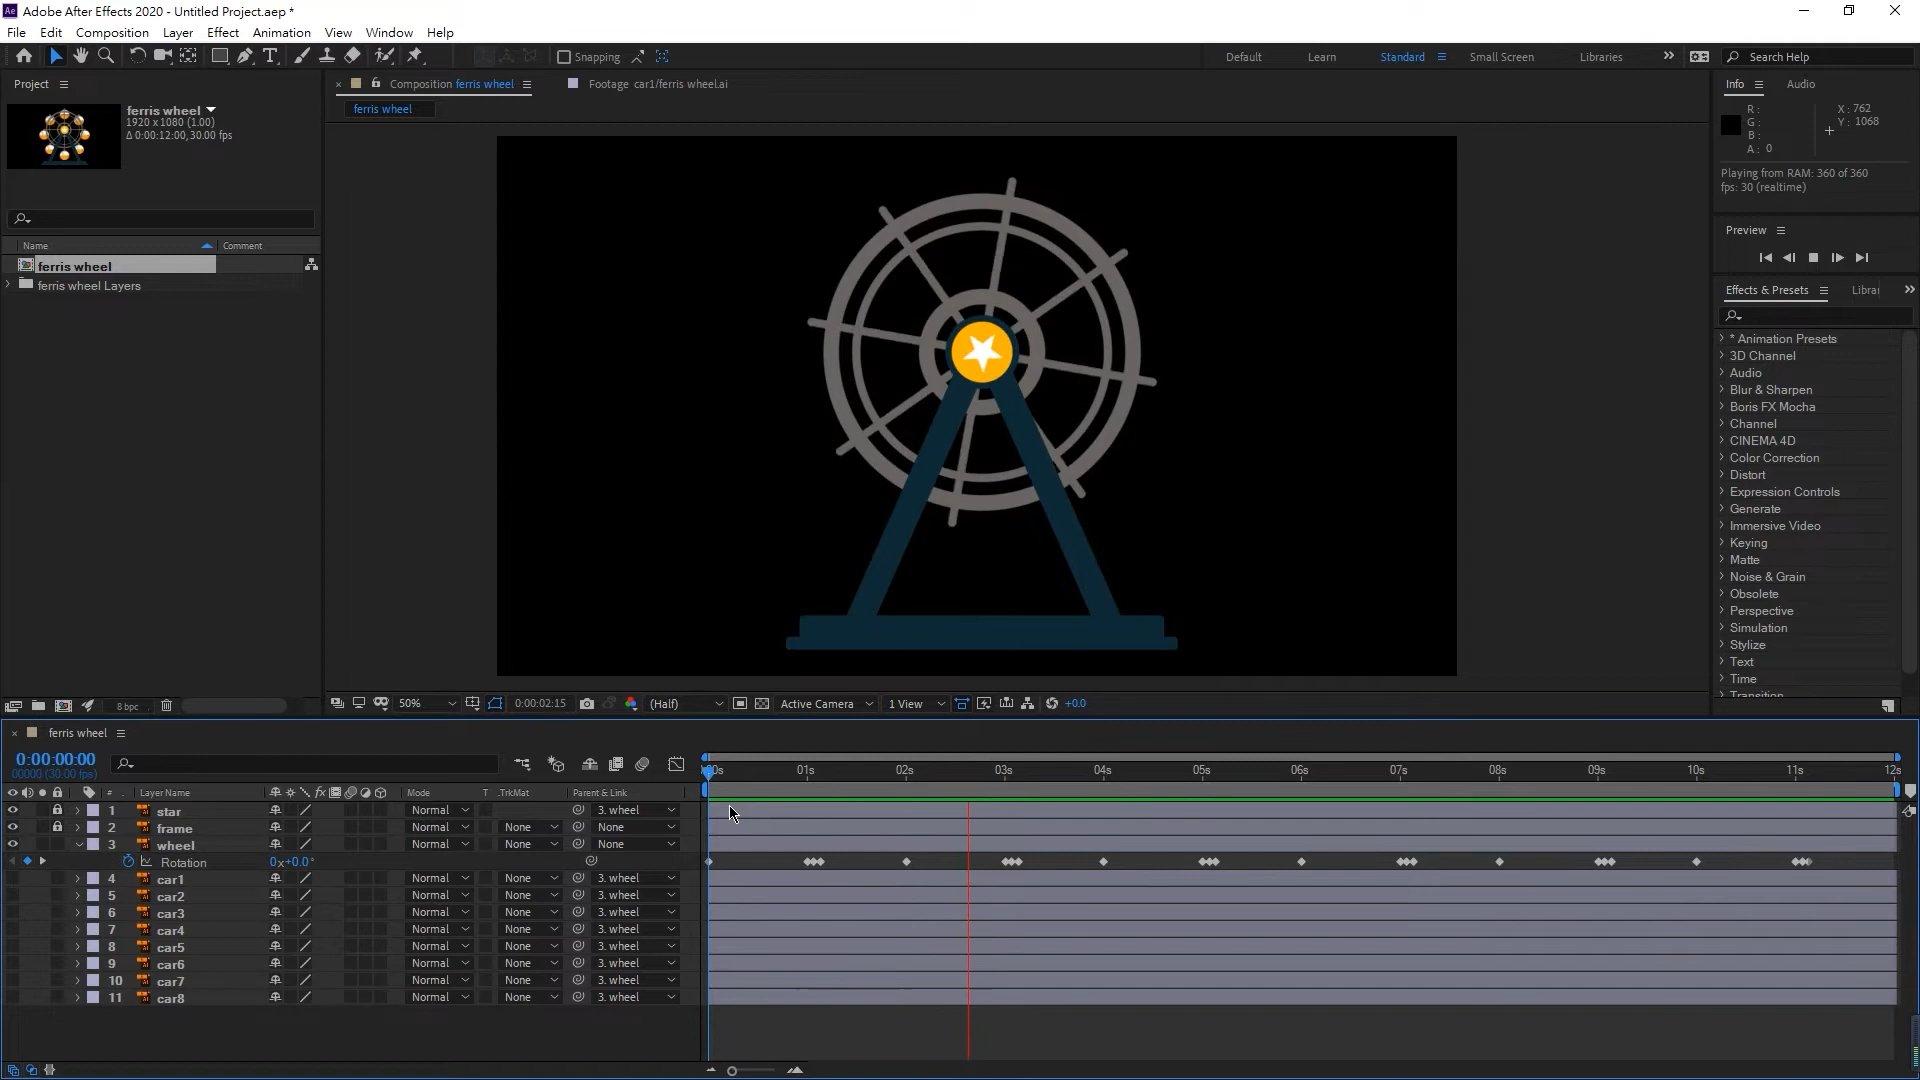 Ae Adobe After Effects 2020 - Untitled Project.aep *
File Edit Composition Layer Effect Animation View Window Help
Snapping Default Learn Standard Small Screen Libraries Search Help
Project
Composition ferris wheel Footage car1/ferris wheel.ai
Info Audio
ferris wheel
1920 x 1080 (1.00)
Δ 0:00:12:00, 30.00 fps
ferris wheel
R :
G :
B :
A : 0
X : 762
Y : 1068
Playing from RAM: 360 of 360
fps: 30 (realtime)
Preview
Name Comment
ferris wheel
ferris wheel Layers
Effects & Presets Librar
* Animation Presets
3D Channel
Audio
Blur & Sharpen
Boris FX Mocha
Channel
CINEMA 4D
Color Correction
Distort
Expression Controls
Generate
Immersive Video
Keying
Matte
Noise & Grain
Obsolete
Perspective
Simulation
Stylize
Text
Time
Transition
8 bpc
50% 0:00:02:15 (Half) Active Camera 1 View +0.0
ferris wheel
0:00:00:00
00000 (30.00 fps)
00s 01s 02s 03s 04s 05s 06s 07s 08s 09s 10s 11s 12s
# Layer Name fx Mode T .TrkMat Parent & Link
1 star Normal 3. wheel
2 frame Normal None None
3 wheel Normal None None
Rotation 0x+0.0°
4 car1 Normal None 3. wheel
5 car2 Normal None 3. wheel
6 car3 Normal None 3. wheel
7 car4 Normal None 3. wheel
8 car5 Normal None 3. wheel
9 car6 Normal None 3. wheel
10 car7 Normal None 3. wheel
11 car8 Normal None 3. wheel